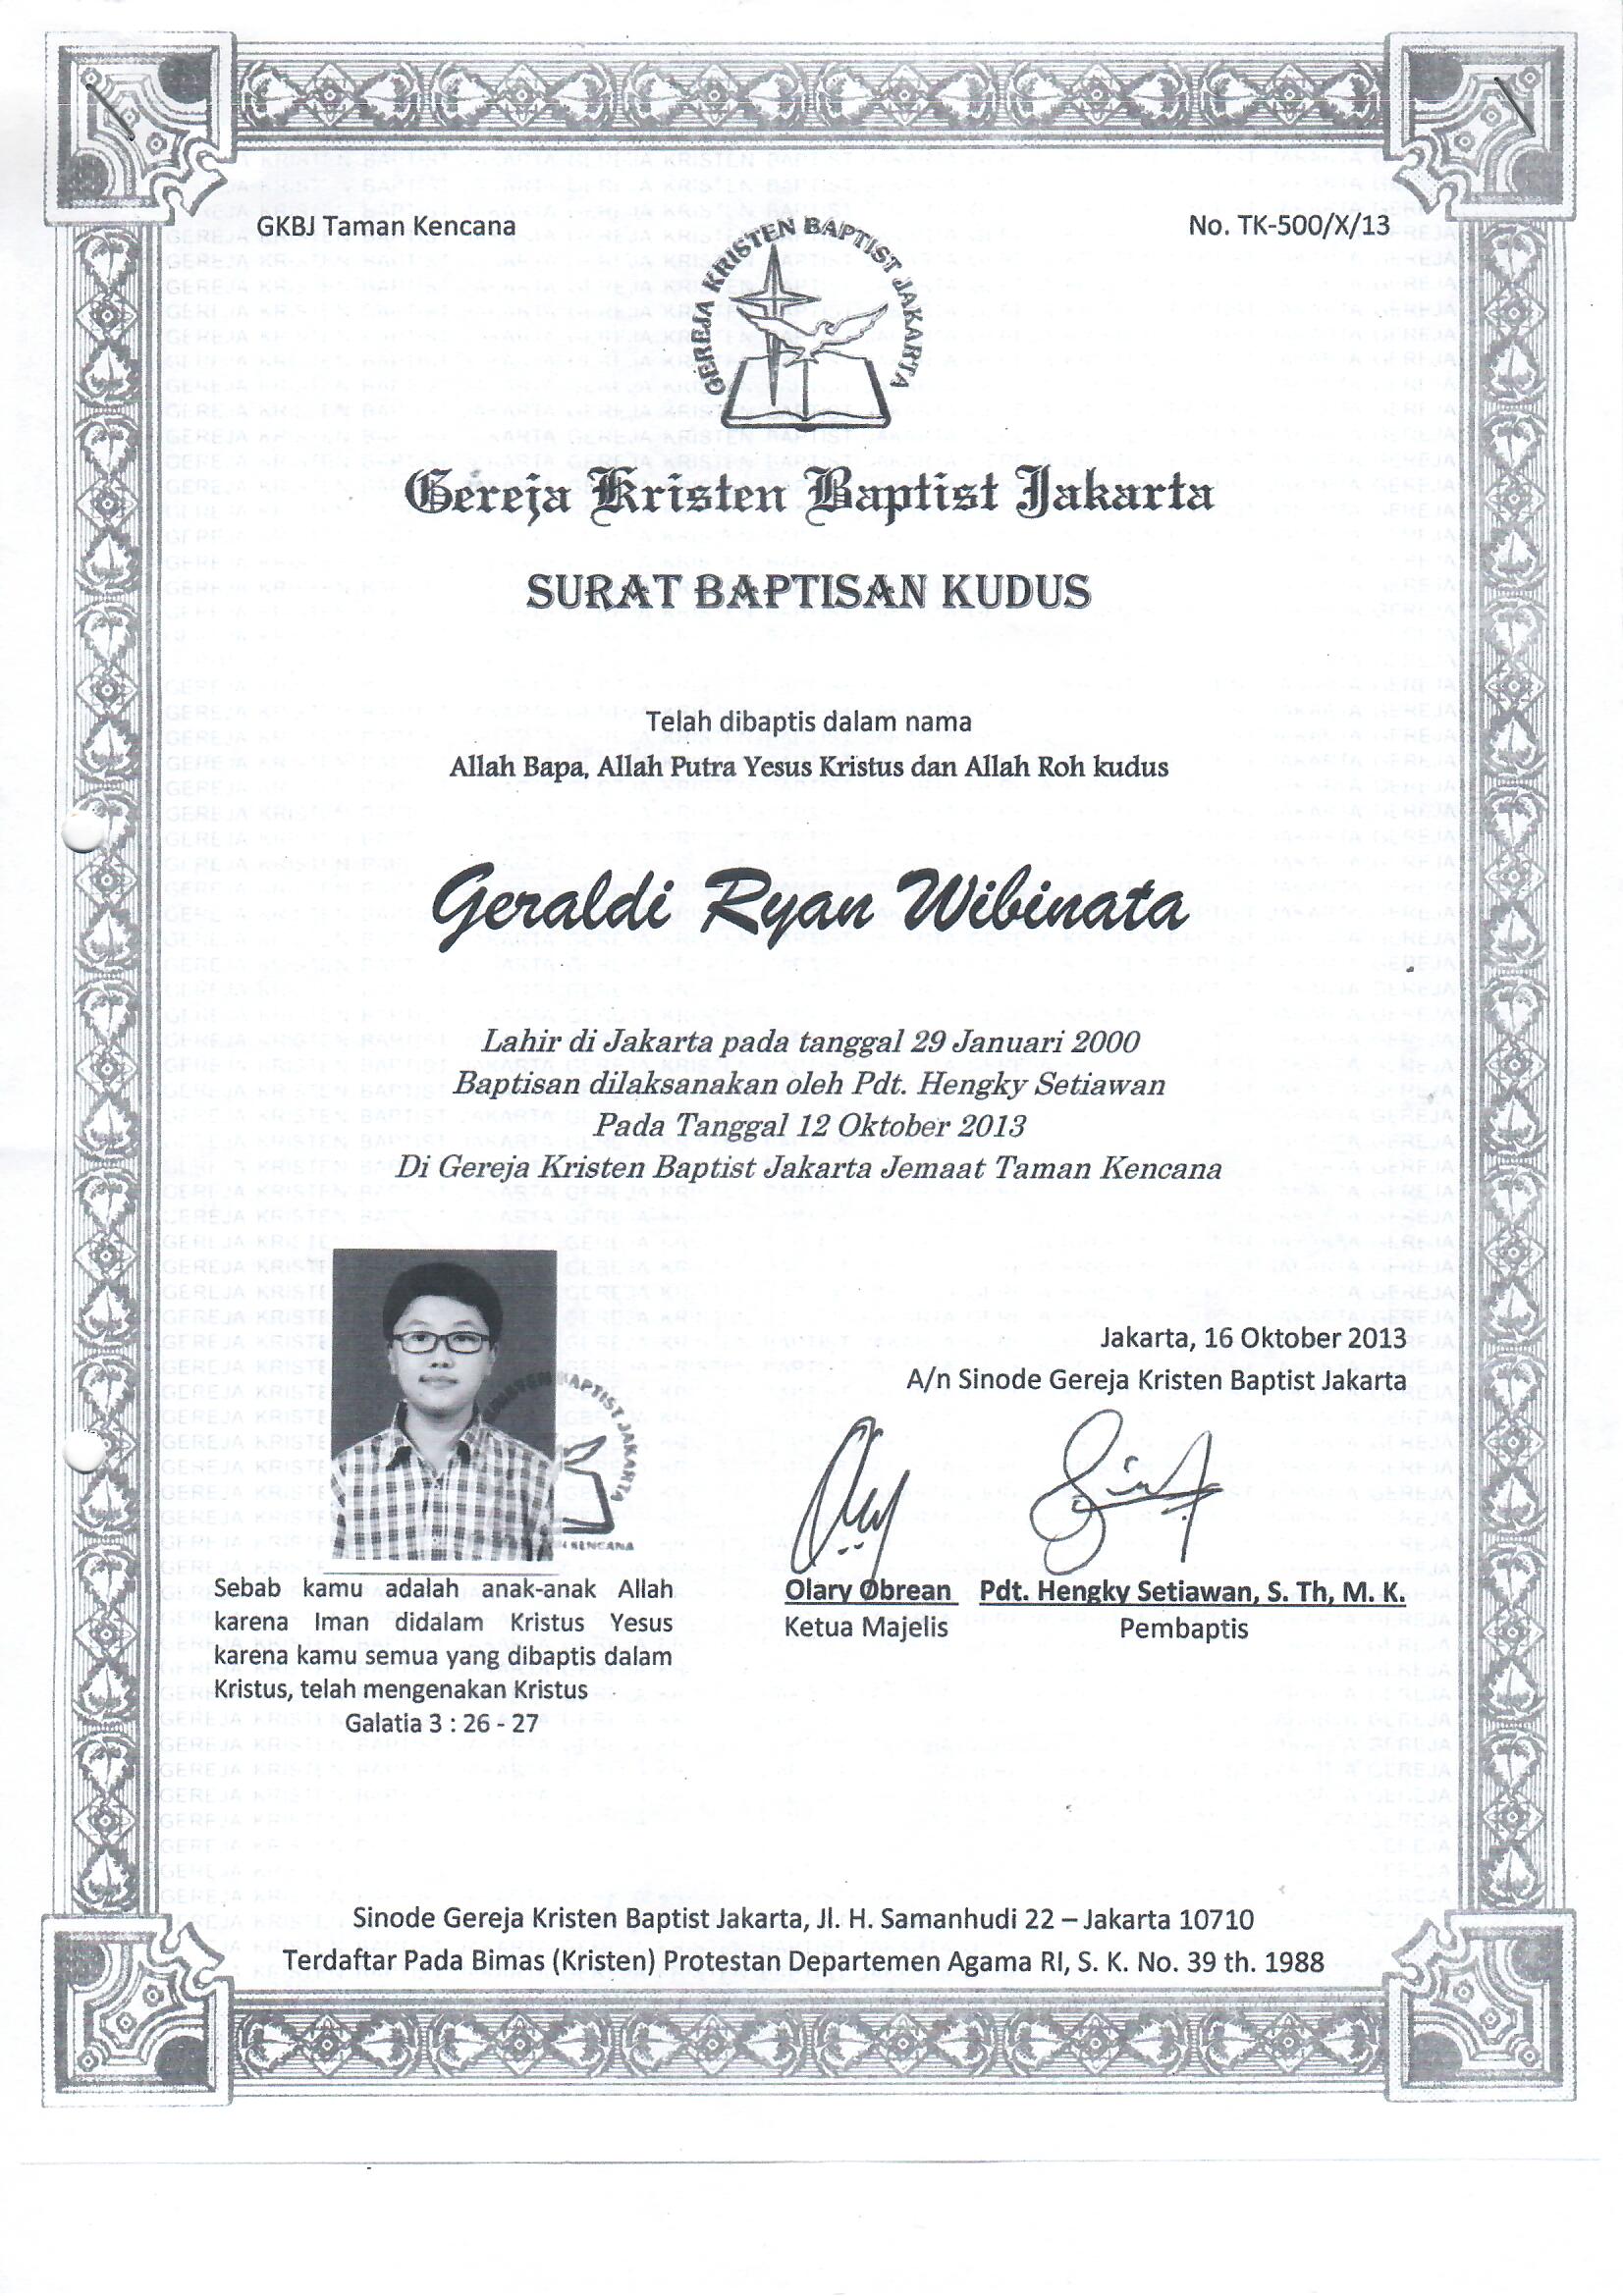 GKBJ Taman Kencana
No. TK-500/X/13
GEREJA KRISTEN BAPTIST JAKARTA
Gereja Kristen Baptist Jakarta
SURAT BAPTISAN KUDUS
Telah dibaptis dalam nama
Allah Bapa, Allah Putra Yesus Kristus dan Allah Roh kudus
Geraldi Ryan Wibinata
Lahir di Jakarta pada tanggal 29 Januari 2000
Baptisan dilaksanakan oleh Pdt. Hengky Setiawan
Pada Tanggal 12 Oktober 2013
Di Gereja Kristen Baptist Jakarta Jemaat Taman Kencana
KRISTEN BAPTIST JAKARTA
KENCANA
Sebab kamu adalah anak-anak Allah
karena Iman didalam Kristus Yesus
karena kamu semua yang dibaptis dalam
Kristus, telah mengenakan Kristus
Galatia 3 : 26 - 27
Jakarta, 16 Oktober 2013
A/n Sinode Gereja Kristen Baptist Jakarta
Olary Obrean Pdt. Hengky Setiawan, S. Th, M. K.
Ketua Majelis Pembaptis
Sinode Gereja Kristen Baptist Jakarta, Jl. H. Samanhudi 22 – Jakarta 10710
Terdaftar Pada Bimas (Kristen) Protestan Departemen Agama RI, S. K. No. 39 th. 1988